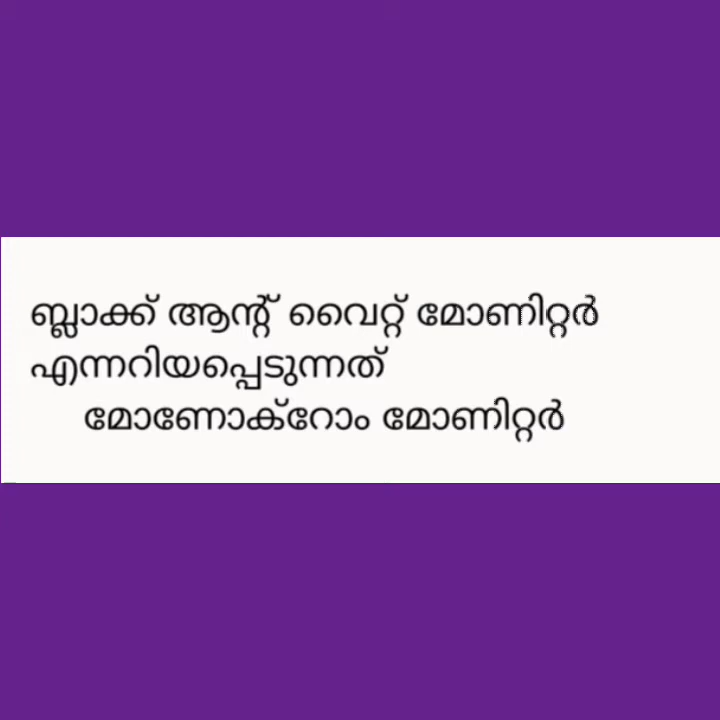 ബ്ലാക്ക് ആന്റ് വൈറ്റ് മോണിറ്റർ
എന്നറിയപ്പെടുന്നത്
മോണോക്റോം മോണിറ്റർ